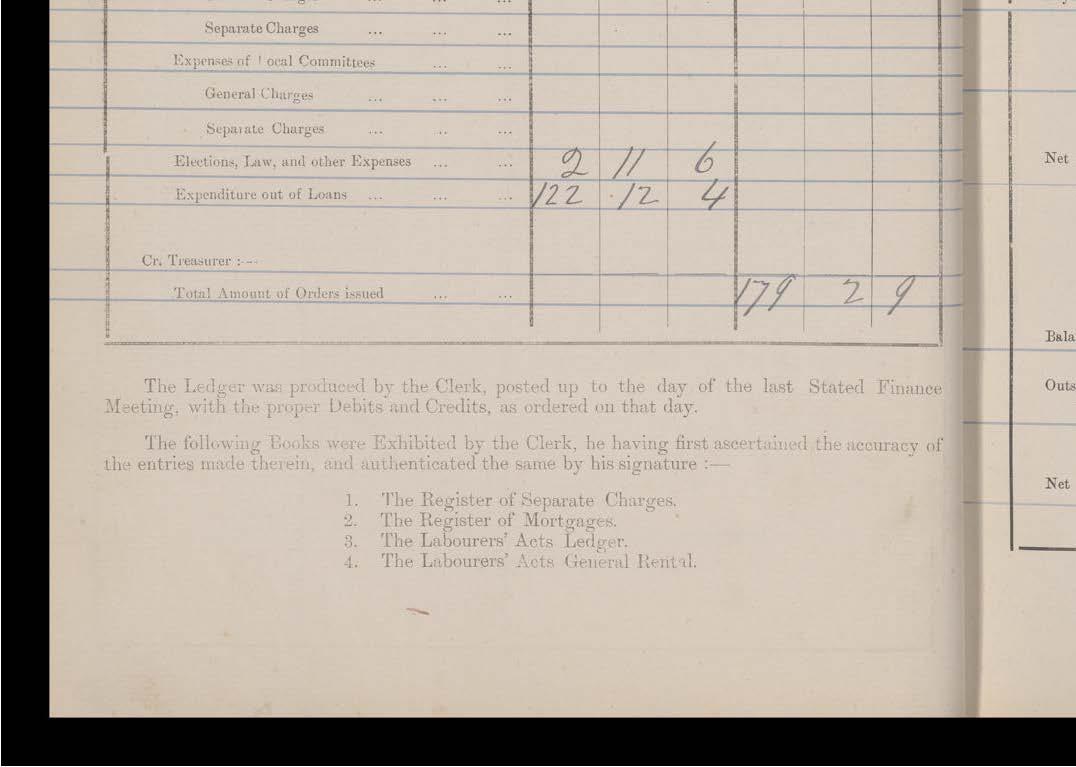 Separate Charges ... ... ...
Expenses of Local Committees ... ...
General Charges ... ... ...
Separate Charges ... .. ...
Elections, Law, and other Expenses ... ... 2 11 6
Expenditure out of Loans ... ... ... 122 12 4
Cr. Treasurer :--
Total Amount of Orders issued ... ... 179 2 9
The Ledger was produced by the Clerk, posted up to the day of the last Stated Finance
Meeting, with the proper Debits and Credits, as ordered on that day.
The following Books were Exhibited by the Clerk, he having first ascertained the accuracy of
the entries made therein, and authenticated the same by his signature :—
1. The Register of Separate Charges.
2. The Register of Mortgages.
3. The Labourers' Acts Ledger.
4. The Labourers' Acts General Rental.
Net
Bala
Outs
Net